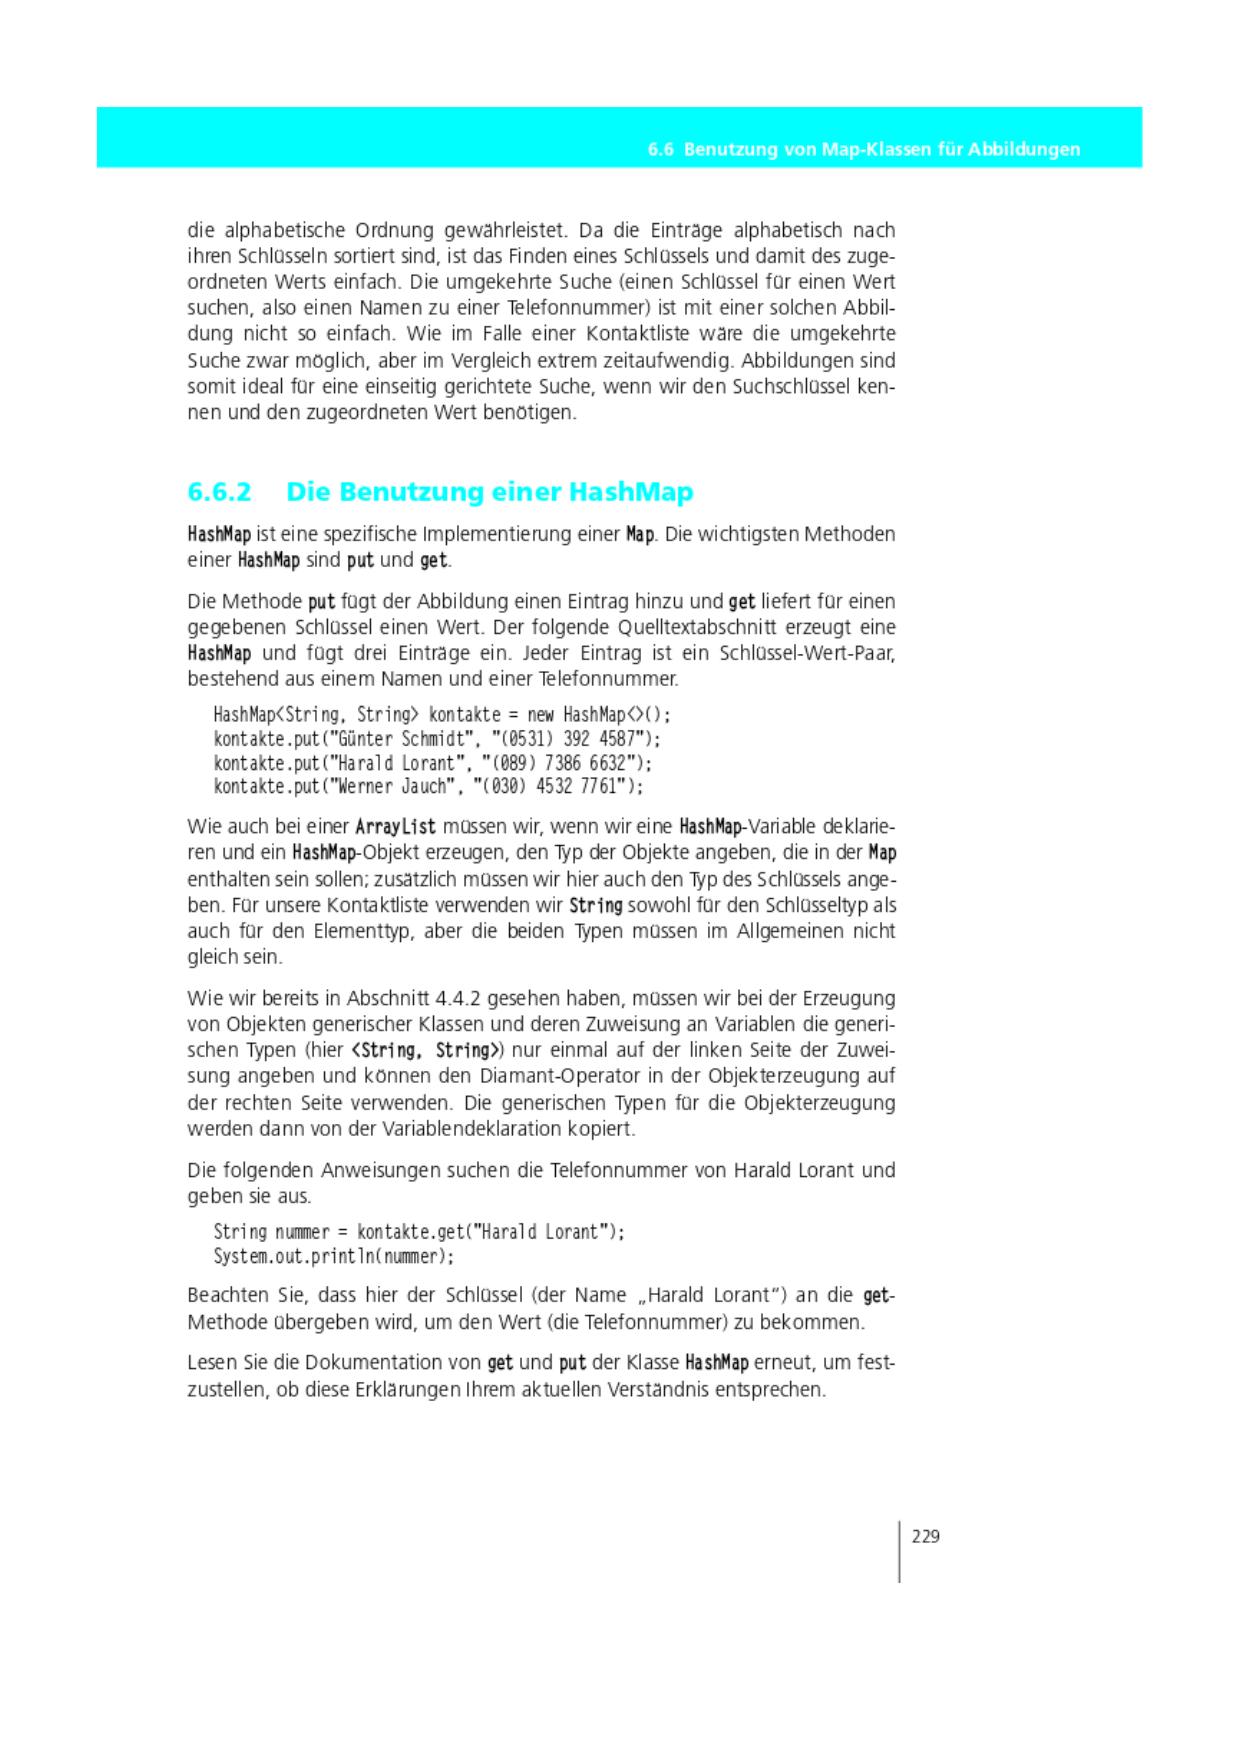 6.6 Benutzung von Map-Klassen für Abbildungen
die alphabetische Ordnung gewährleistet. Da die Einträge alphabetisch nach
ihren Schlüsseln sortiert sind, ist das Finden eines Schlüssels und damit des zuge-
ordneten Werts einfach. Die umgekehrte Suche (einen Schlüssel für einen Wert
suchen, also einen Namen zu einer Telefonnummer) ist mit einer solchen Abbil-
dung nicht so einfach. Wie im Falle einer Kontaktliste wäre die umgekehrte
Suche zwar möglich, aber im Vergleich extrem zeitaufwendig. Abbildungen sind
somit ideal für eine einseitig gerichtete Suche, wenn wir den Suchschlüssel ken-
nen und den zugeordneten Wert benötigen.
6.6.2 Die Benutzung einer HashMap
HashMap ist eine spezifische Implementierung einer Map. Die wichtigsten Methoden
einer HashMap sind put und get.
Die Methode put fügt der Abbildung einen Eintrag hinzu und get liefert für einen
gegebenen Schlüssel einen Wert. Der folgende Quelltextabschnitt erzeugt eine
HashMap und fügt drei Einträge ein. Jeder Eintrag ist ein Schlüssel-Wert-Paar,
bestehend aus einem Namen und einer Telefonnummer.
HashMap<String, String> kontakte = new HashMap<>();
kontakte.put("Günter Schmidt", "(0531) 392 4587");
kontakte.put("Harald Lorant", "(089) 7386 6632");
kontakte.put("Werner Jauch", "(030) 4532 7761");
Wie auch bei einer ArrayList müssen wir, wenn wir eine HashMap-Variable deklarie-
ren und ein HashMap-Objekt erzeugen, den Typ der Objekte angeben, die in der Map
enthalten sein sollen; zusätzlich müssen wir hier auch den Typ des Schlüssels ange-
ben. Für unsere Kontaktliste verwenden wir String sowohl für den Schlüsseltyp als
auch für den Elementtyp, aber die beiden Typen müssen im Allgemeinen nicht
gleich sein.
Wie wir bereits in Abschnitt 4.4.2 gesehen haben, müssen wir bei der Erzeugung
von Objekten generischer Klassen und deren Zuweisung an Variablen die generi-
schen Typen (hier <String, String>) nur einmal auf der linken Seite der Zuwei-
sung angeben und können den Diamant-Operator in der Objekterzeugung auf
der rechten Seite verwenden. Die generischen Typen für die Objekterzeugung
werden dann von der Variablendeklaration kopiert.
Die folgenden Anweisungen suchen die Telefonnummer von Harald Lorant und
geben sie aus.
String nummer = kontakte.get("Harald Lorant");
System.out.println(nummer);
Beachten Sie, dass hier der Schlüssel (der Name „Harald Lorant“) an die get-
Methode übergeben wird, um den Wert (die Telefonnummer) zu bekommen.
Lesen Sie die Dokumentation von get und put der Klasse HashMap erneut, um fest-
zustellen, ob diese Erklärungen Ihrem aktuellen Verständnis entsprechen.
229